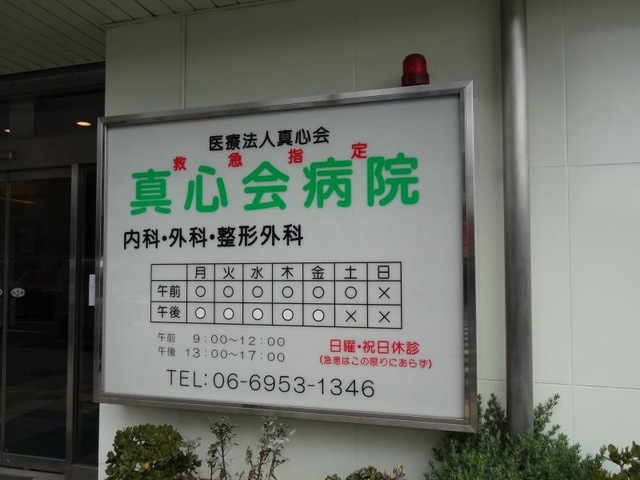 医療法人真心会
救急指定
真心会病院
内科・外科・整形外科
月 火 水 木 金 土 日
午前 ○ ○ ○ ○ ○ ○ ×
午後 ○ ○ ○ ○ ○ × ×
午前 9:00～12:00
午後 13:00～17:00
日曜・祝日休診
(急患はこの限りにあらず)
TEL:06-6953-1346